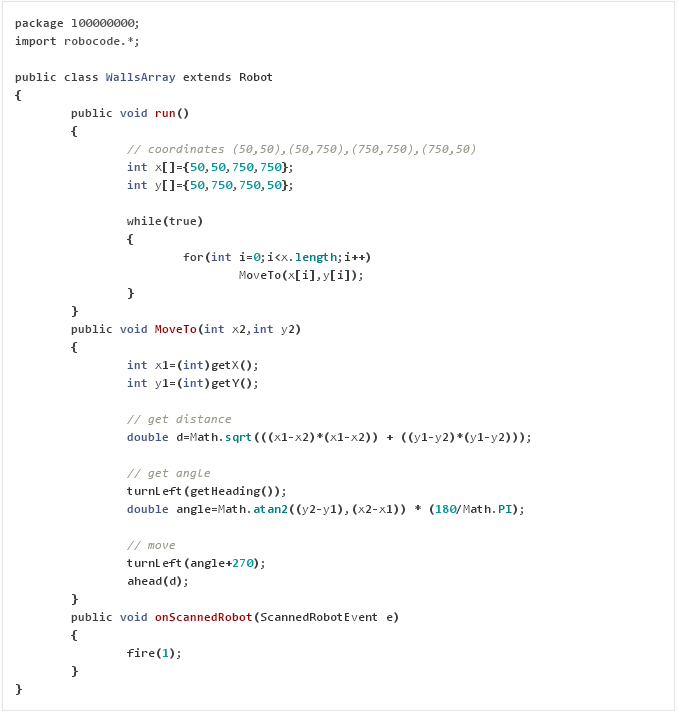 package l00000000;
import robocode.*;

public class WallsArray extends Robot
{
        public void run()
        {
                // coordinates (50,50),(50,750),(750,750),(750,50)
                int x[]={50,50,750,750};
                int y[]={50,750,750,50};

                while(true)
                {
                        for(int i=0;i<x.length;i++)
                                MoveTo(x[i],y[i]);
                }
        }
        public void MoveTo(int x2,int y2)
        {
                int x1=(int)getX();
                int y1=(int)getY();

                // get distance
                double d=Math.sqrt(((x1-x2)*(x1-x2)) + ((y1-y2)*(y1-y2)));

                // get angle
                turnLeft(getHeading());
                double angle=Math.atan2((y2-y1),(x2-x1)) * (180/Math.PI);

                // move
                turnLeft(angle+270);
                ahead(d);
        }
        public void onScannedRobot(ScannedRobotEvent e)
        {
                fire(1);
        }
}